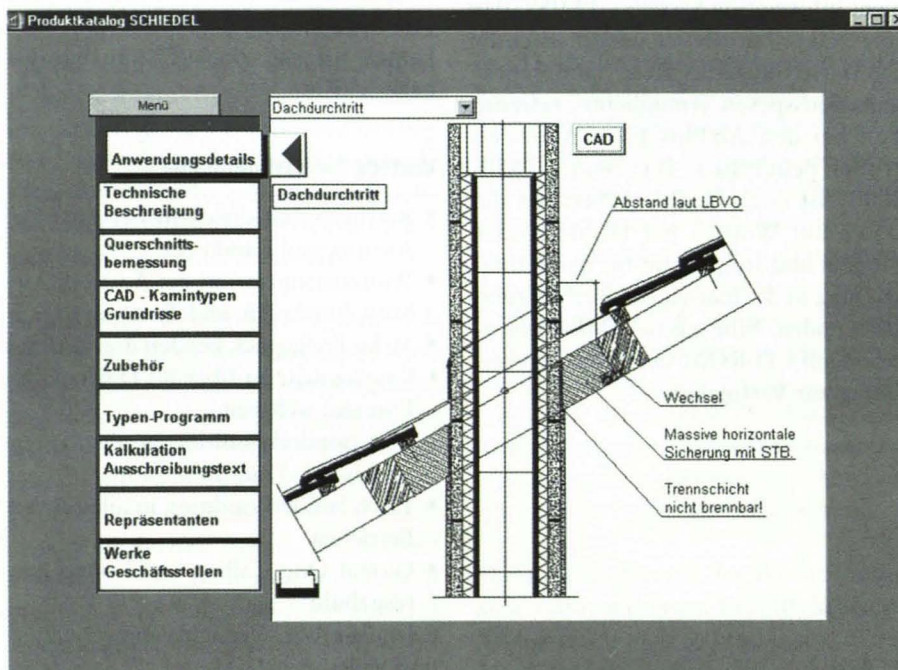 Produktkatalog SCHIEDEL
Menü
Anwendungsdetails
Technische
Beschreibung
Querschnitts-
bemessung
CAD - Kamintypen
Grundrisse
Zubehör
Typen-Programm
Kalkulation
Ausschreibungstext
Repräsentanten
Werke
Geschäftsstellen
Dachdurchtritt
Dachdurchtritt
CAD
Abstand laut LBVO
Wechsel
Massive horizontale
Sicherung mit STB.
Trennschicht
nicht brennbar!